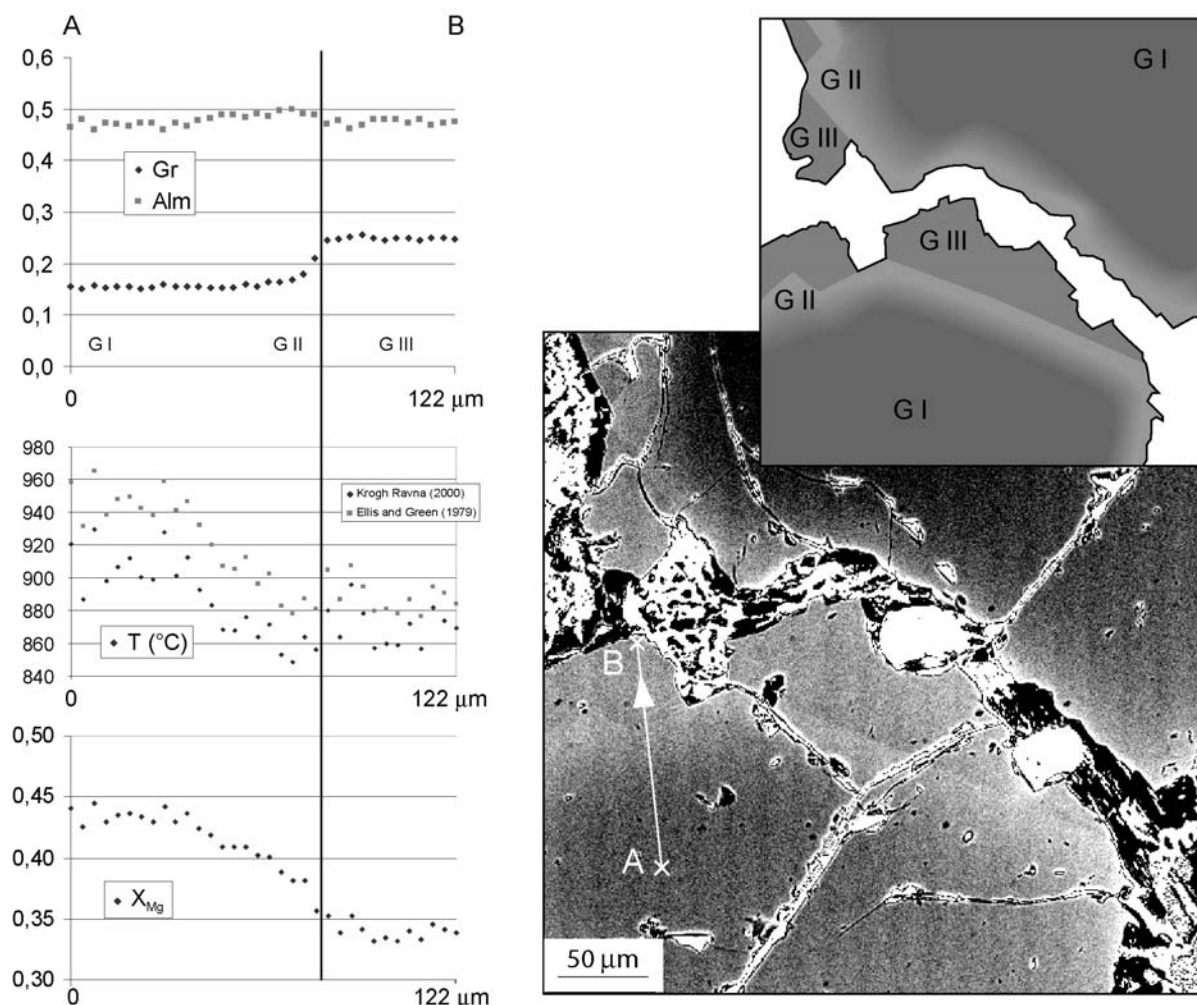 A B
0,6
0,5
0,4
0,3
0,2
0,1
0,0
Gr
Alm
G I G II G III
0 122 μm
980
960
940
920
900
880
860
840
Krogh Ravna (2000)
Ellis and Green (1979)
T (°C)
0 122 μm
0,50
0,45
0,40
0,35
0,30
X_Mg
0 122 μm
G I
G II
G III
G III
G II
G I
B
A
50 μm